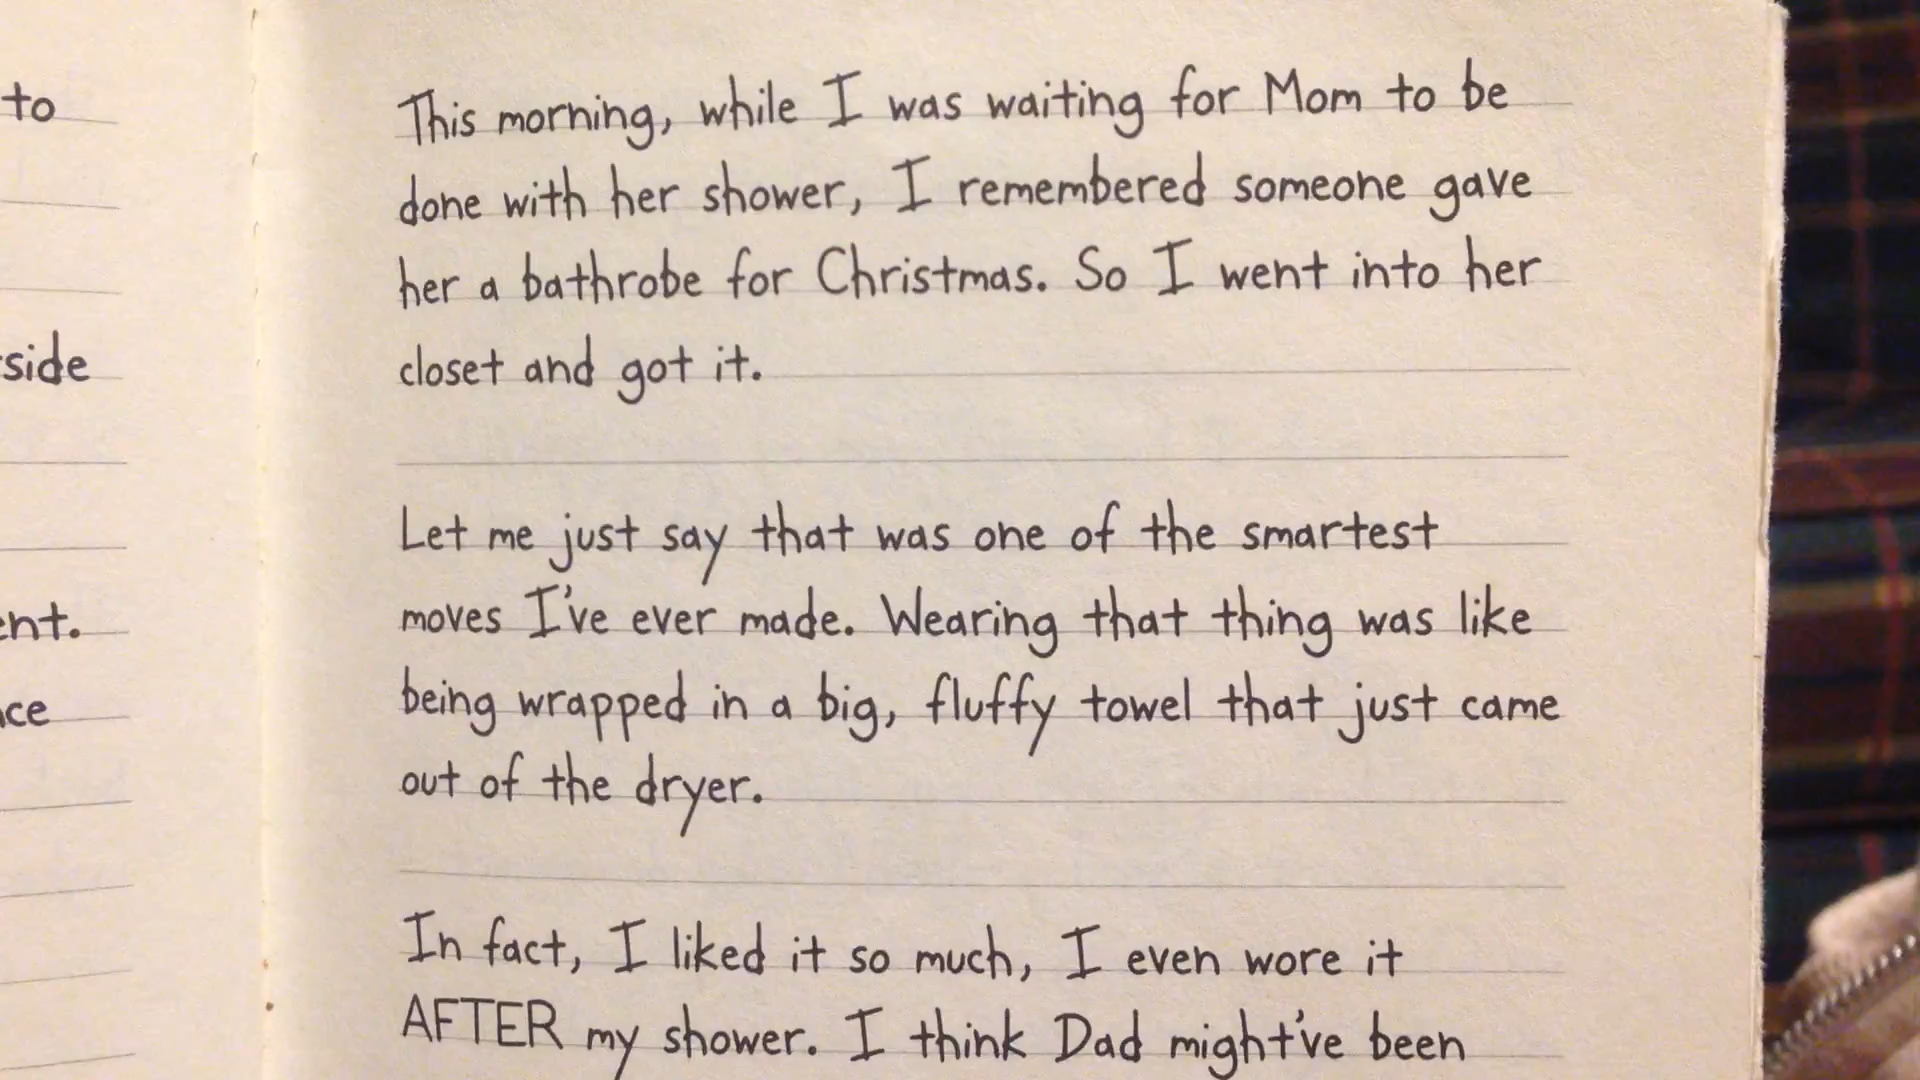 to
side
This morning, while I was waiting for Mom to be
done with her shower, I remembered someone gave
her a bathrobe for Christmas. So I went into her
closet and got it.
Let me just say that was one of the smartest
moves I've ever made. Wearing that thing was like
being wrapped in a big, fluffy towel that just came
out of the dryer.
In fact, I liked it so much, I even wore it
AFTER my shower. I think Dad might've been